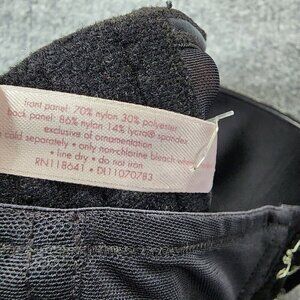 front panel: 70% nylon 30% polyester
back panel: 86% nylon 14% lycra® spandex
exclusive of ornamentation
cold separately • only non-chlorine bleach when
• line dry • do not iron
RN118641 • DL11070783